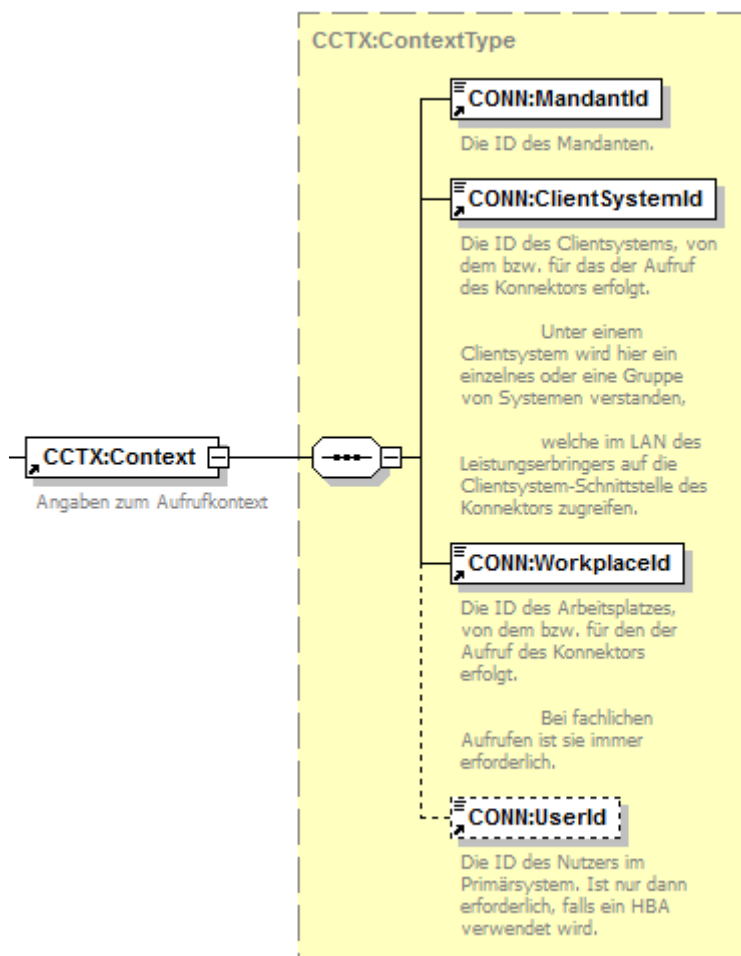 CCTX:ContextType
CONN:MandantId
Die ID des Mandanten.
CONN:ClientSystemId
Die ID des Clientsystems, von
dem bzw. für das der Aufruf
des Konnektors erfolgt.
Unter einem
Clientsystem wird hier ein
einzelnes oder eine Gruppe
von Systemen verstanden,
welche im LAN des
Leistungserbringers auf die
Clientsystem-Schnittstelle des
Konnektors zugreifen.
CCTX:Context
Angaben zum Aufrufkontext
CONN:WorkplaceId
Die ID des Arbeitsplatzes,
von dem bzw. für den der
Aufruf des Konnektors
erfolgt.
Bei fachlichen
Aufrufen ist sie immer
erforderlich.
CONN:UserId
Die ID des Nutzers im
Primärsystem. Ist nur dann
erforderlich, falls ein HBA
verwendet wird.